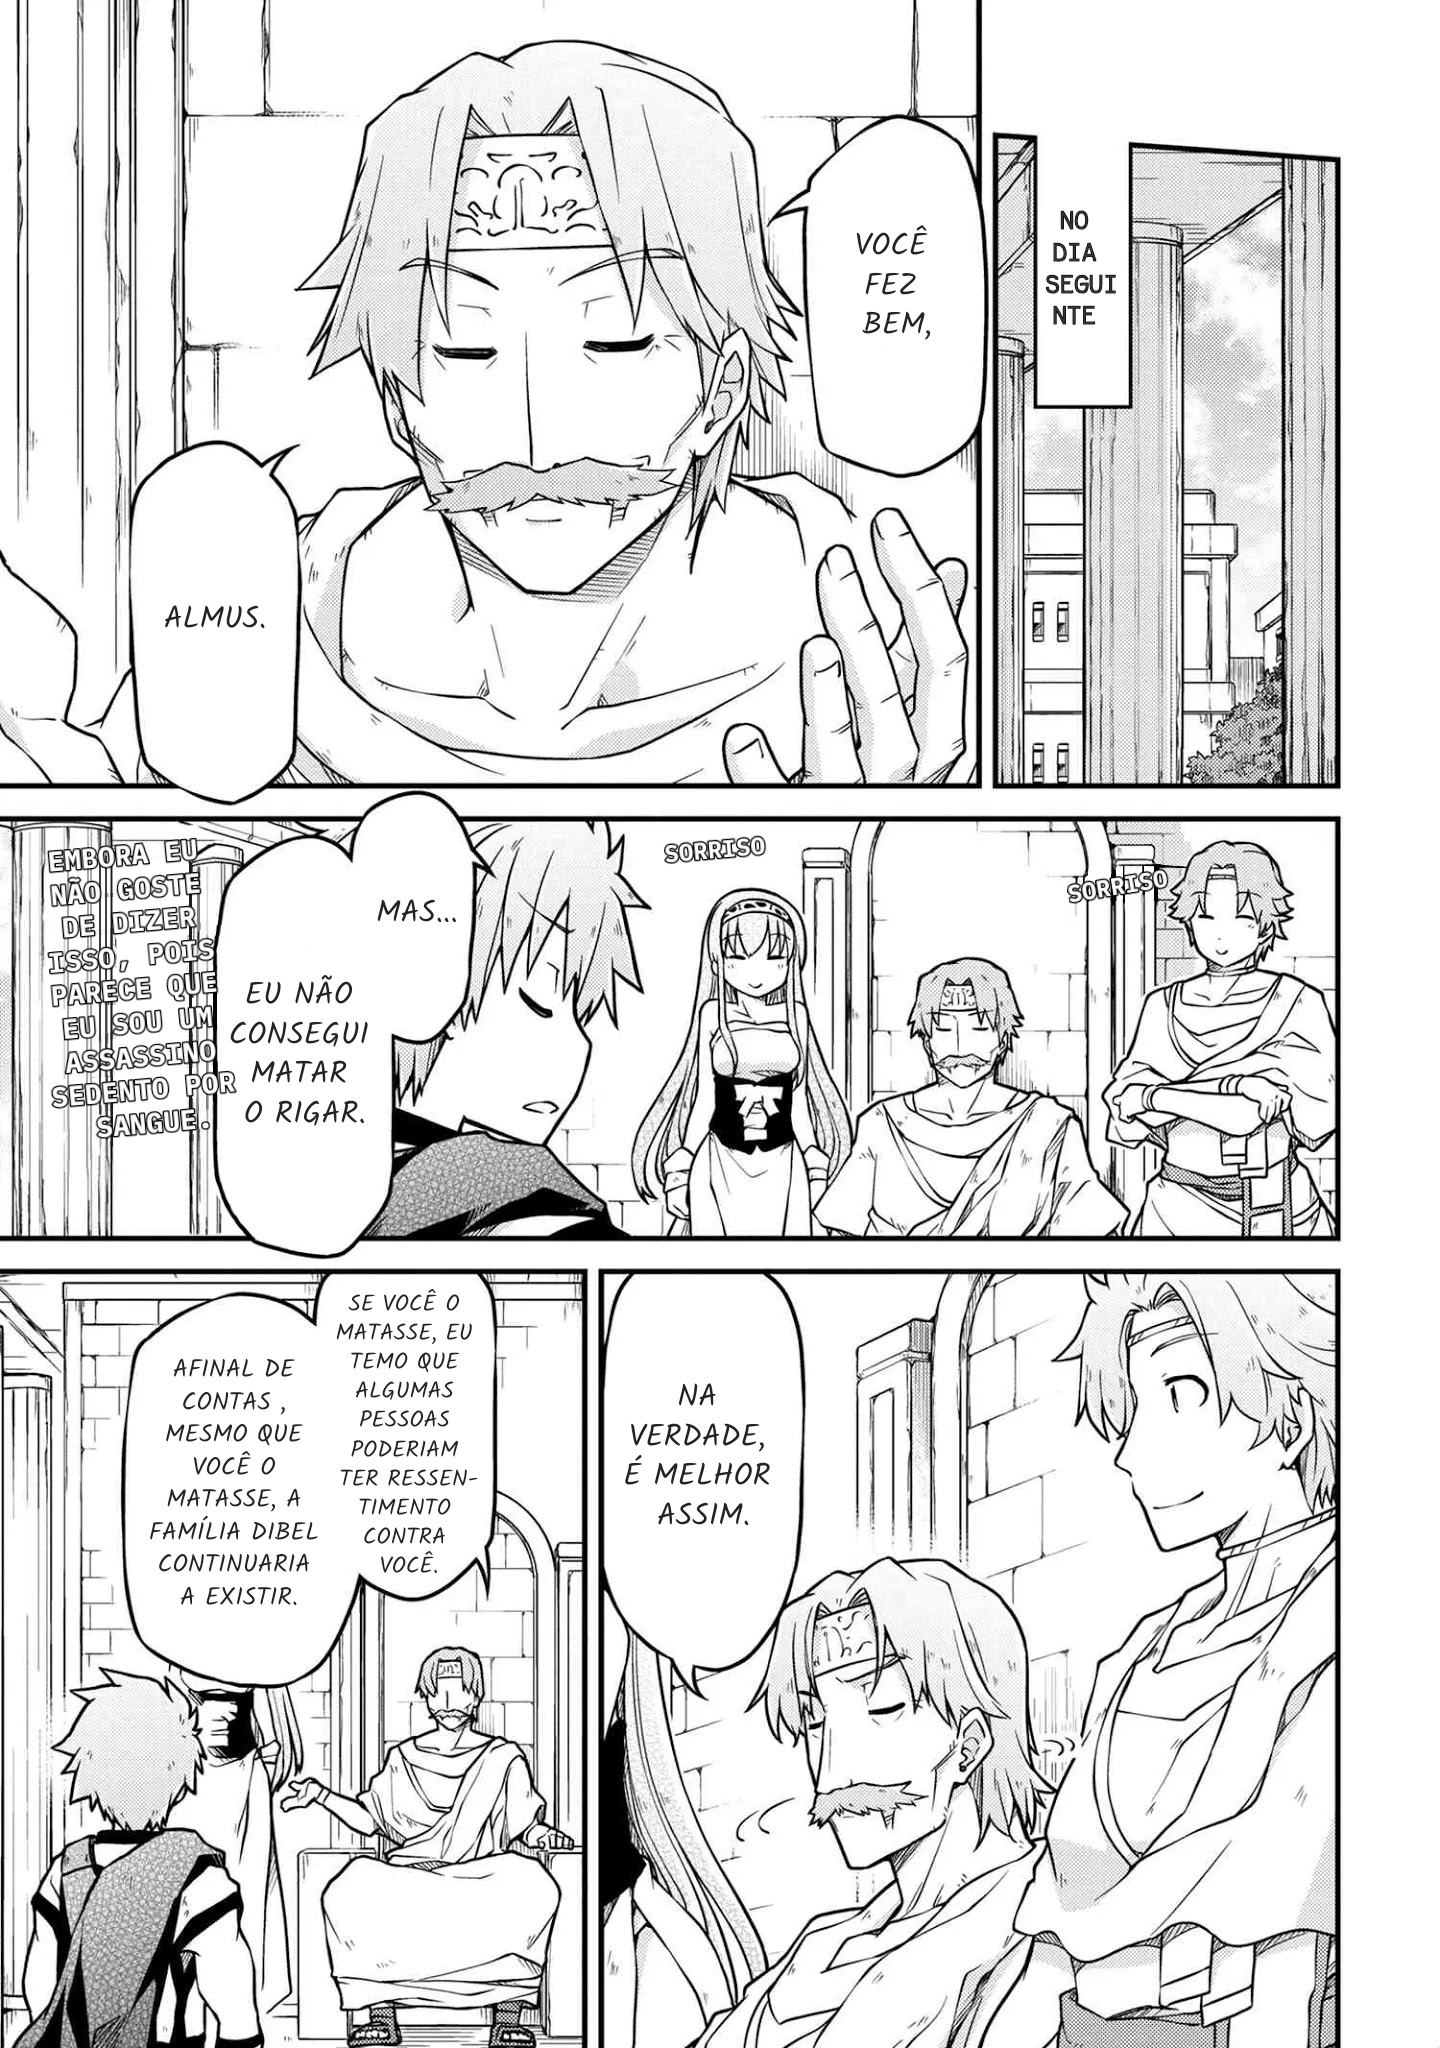 NO
DIA
SEGUI
NTE
VOCÊ
FEZ
BEM,
ALMUS.
SORRISO
SORRISO
MAS...
EU NÃO
CONSEGUI
MATAR
O RIGAR.
EMBORA EU
NÃO GOSTE
DE DIZER
ISSO, POIS
PARECE QUE
EU SOU UM
ASSASSINO
SEDENTO POR
SANGUE.
NA
VERDADE,
É MELHOR
ASSIM.
SE VOCÊ O
MATASSE, EU
TEMO QUE
ALGUMAS
PESSOAS
PODERIAM
TER RESSEN-
TIMENTO
CONTRA
VOCÊ.
AFINAL DE
CONTAS ,
MESMO QUE
VOCÊ O
MATASSE, A
FAMÍLIA DIBEL
CONTINUARIA
A EXISTIR.